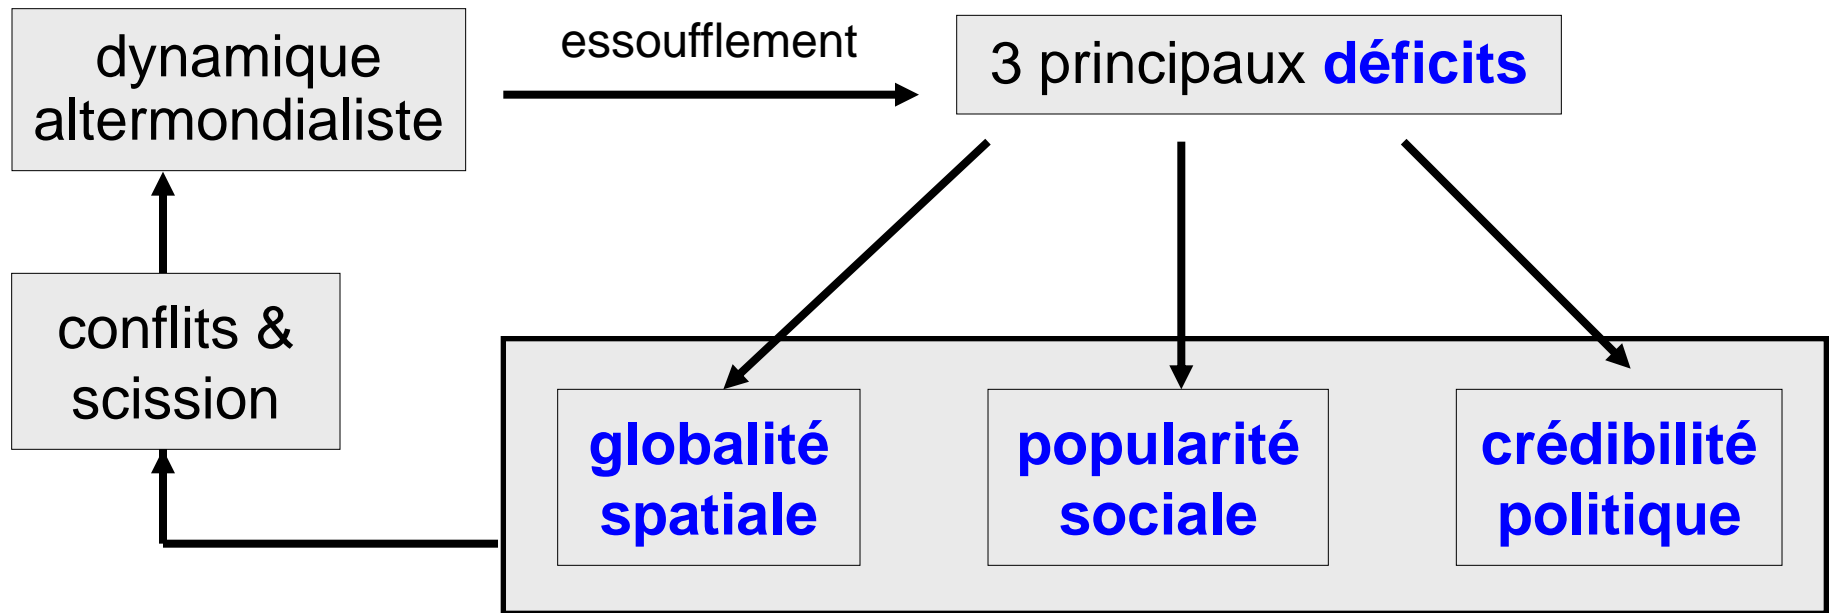 dynamique
altermondialiste
essoufflement
3 principaux déficits
conflits &
scission
globalité
spatiale
popularité
sociale
crédibilité
politique